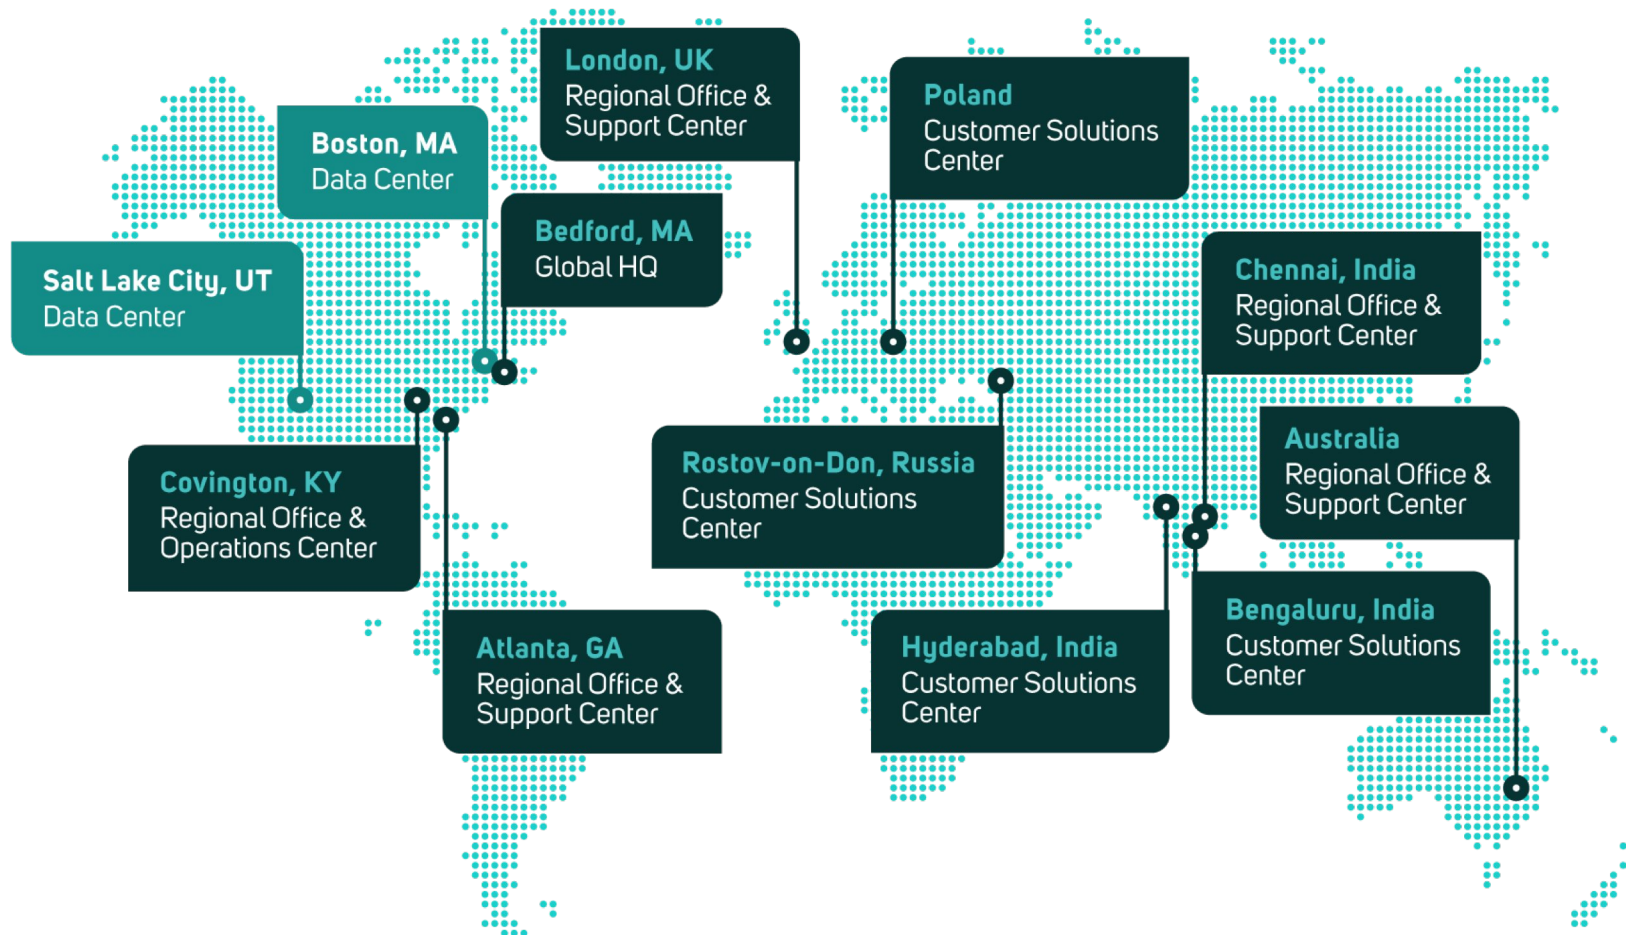 London, UK
Regional Office &
Support Center
Poland
Customer Solutions
Center
Boston, MA
Data Center
Bedford, MA
Global HQ
Salt Lake City, UT
Data Center
Chennai, India
Regional Office &
Support Center
Rostov-on-Don, Russia
Customer Solutions
Center
Australia
Regional Office &
Support Center
Covington, KY
Regional Office &
Operations Center
Atlanta, GA
Regional Office &
Support Center
Hyderabad, India
Customer Solutions
Center
Bengaluru, India
Customer Solutions
Center